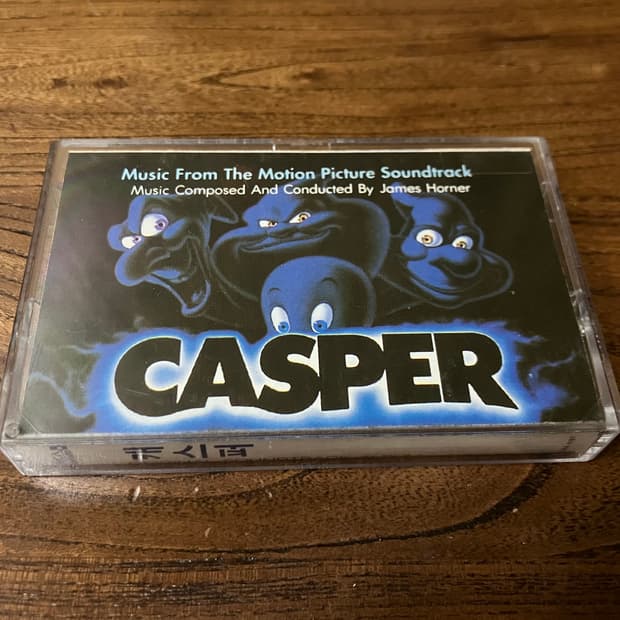 Music From The Motion Picture Soundtrack
Music Composed And Conducted By James Horner
CASPER
캐스퍼